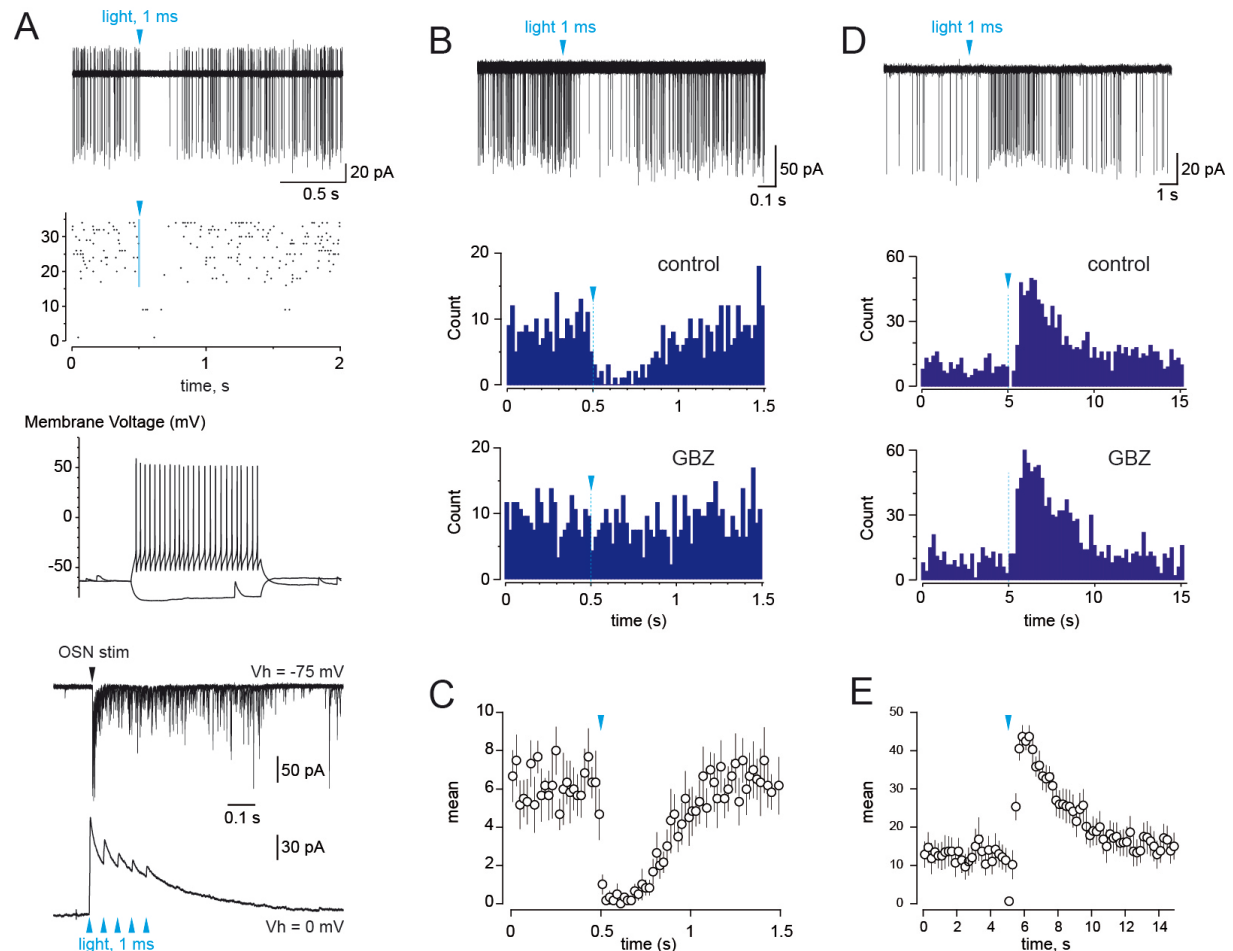 A
light, 1 ms
20 pA
0.5 s
30
20
10
0
0
1
2
time, s
Membrane Voltage (mV)
50
0
-50
OSN stim
Vh = -75 mV
50 pA
0.1 s
30 pA
Vh = 0 mV
light, 1 ms
B
light 1 ms
50 pA
0.1 s
20
control
Count
10
0
0
0.5
1
1.5
20
GBZ
Count
10
0
0
0.5
1
1.5
time (s)
C
10
8
6
mean
4
2
0
0
0.5
1
1.5
time (s)
D
light 1 ms
20 pA
1 s
60
control
Count
30
0
0
5
10
15
60
GBZ
Count
30
0
0
5
10
15
time (s)
E
50
40
30
mean
20
10
0
0
2
4
6
8
10
12
14
time, s